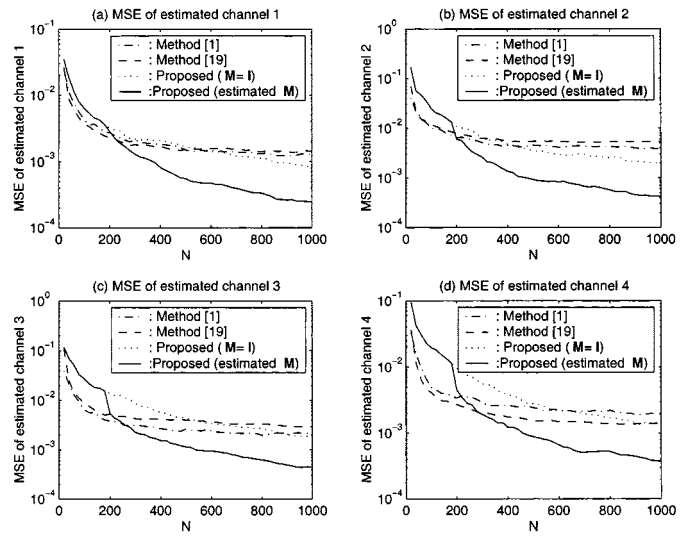 (a) MSE of estimated channel 1
MSE of estimated channel 1
10⁻¹
10⁻²
10⁻³
10⁻⁴
: Method [1]
: Method [19]
: Proposed ( M= I)
:Proposed (estimated M)
0 200 400 600 800 1000
N
(b) MSE of estimated channel 2
MSE of estimated channel 2
10⁰
10⁻¹
10⁻²
10⁻³
10⁻⁴
: Method [1]
: Method [19]
: Proposed ( M= I)
:Proposed (estimated M)
0 200 400 600 800 1000
N
(c) MSE of estimated channel 3
MSE of estimated channel 3
10⁰
10⁻¹
10⁻²
10⁻³
10⁻⁴
: Method [1]
: Method [19]
: Proposed ( M= I)
:Proposed (estimated M)
0 200 400 600 800 1000
N
(d) MSE of estimated channel 4
MSE of estimated channel 4
10⁻¹
10⁻²
10⁻³
10⁻⁴
: Method [1]
: Method [19]
: Proposed ( M= I)
:Proposed (estimated M)
0 200 400 600 800 1000
N